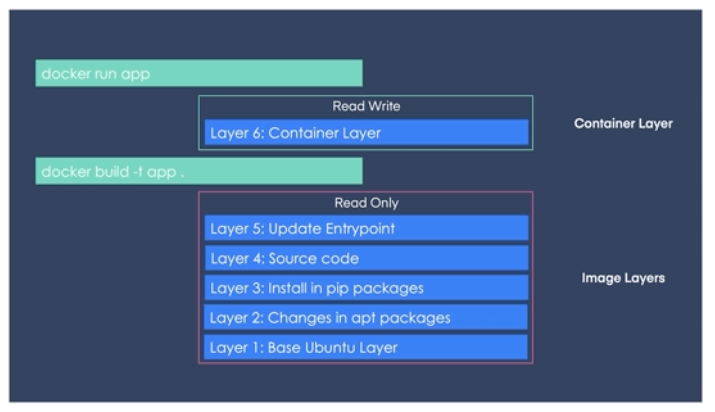 docker run app
Read Write
Layer 6: Container Layer
Container Layer
docker build -t app .
Read Only
Layer 5: Update Entrypoint
Layer 4: Source code
Layer 3: Install in pip packages
Image Layers
Layer 2: Changes in apt packages
Layer 1: Base Ubuntu Layer